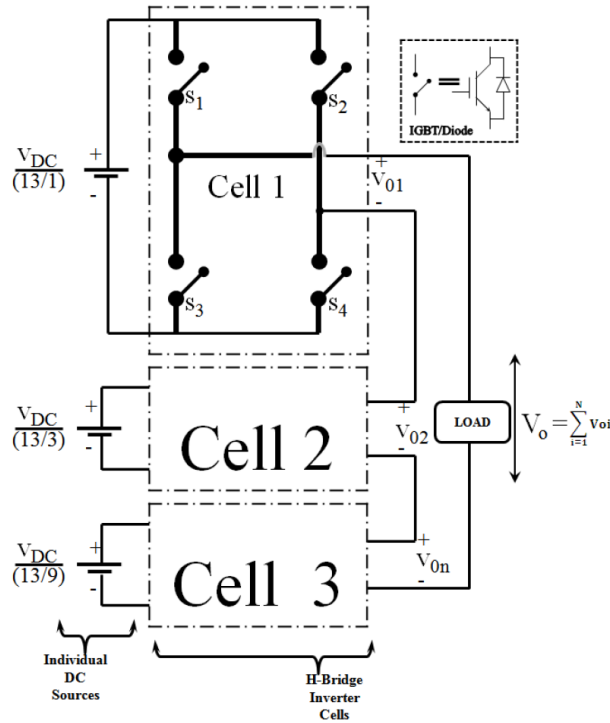 V_DC
(13/1)
+
-
S1
S2
Cell 1
S3
S4
IGBT/Diode
+
V01
-
V_DC
(13/3)
+
-
Cell 2
+
V02
-
LOAD
Vo = ∑ Voi
N
i=1
V_DC
(13/9)
+
-
Cell 3
+
V0n
-
Individual
DC
Sources
H-Bridge
Inverter
Cells